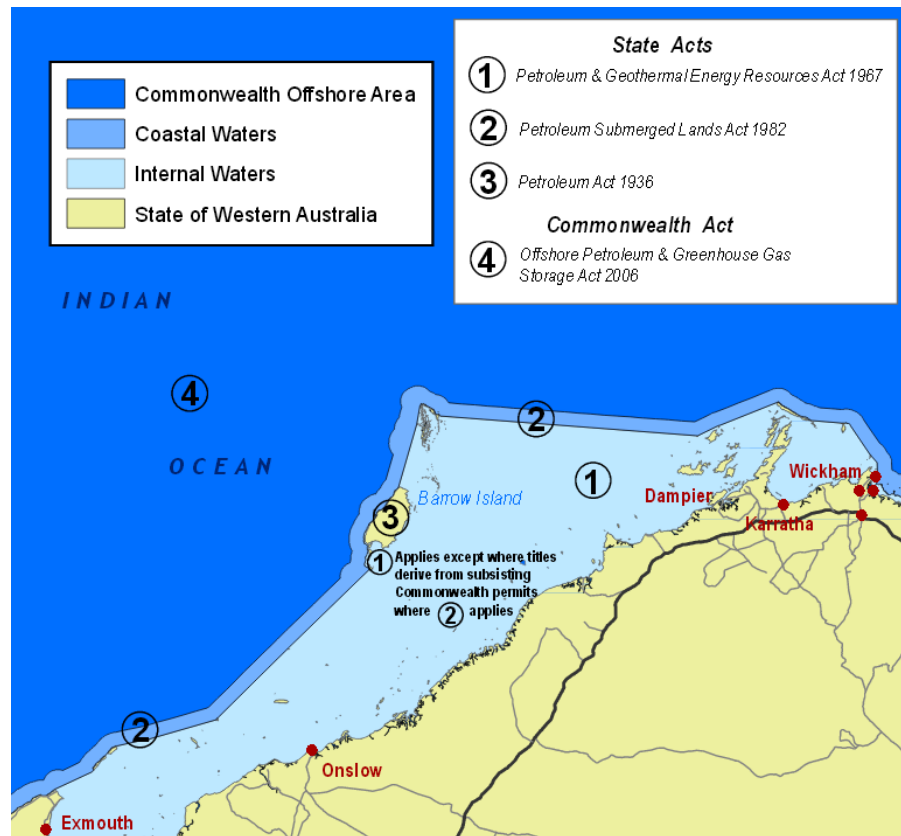 Commonwealth Offshore Area
Coastal Waters
Internal Waters
State of Western Australia
State Acts
1 Petroleum & Geothermal Energy Resources Act 1967
2 Petroleum Submerged Lands Act 1982
3 Petroleum Act 1936
Commonwealth Act
4 Offshore Petroleum & Greenhouse Gas
Storage Act 2006
INDIAN
4
OCEAN
2
1
Wickham
Dampier
Karratha
Barrow Island
3
1 Applies except where titles
derive from subsisting
Commonwealth permits
where 2 applies
2
Onslow
Exmouth